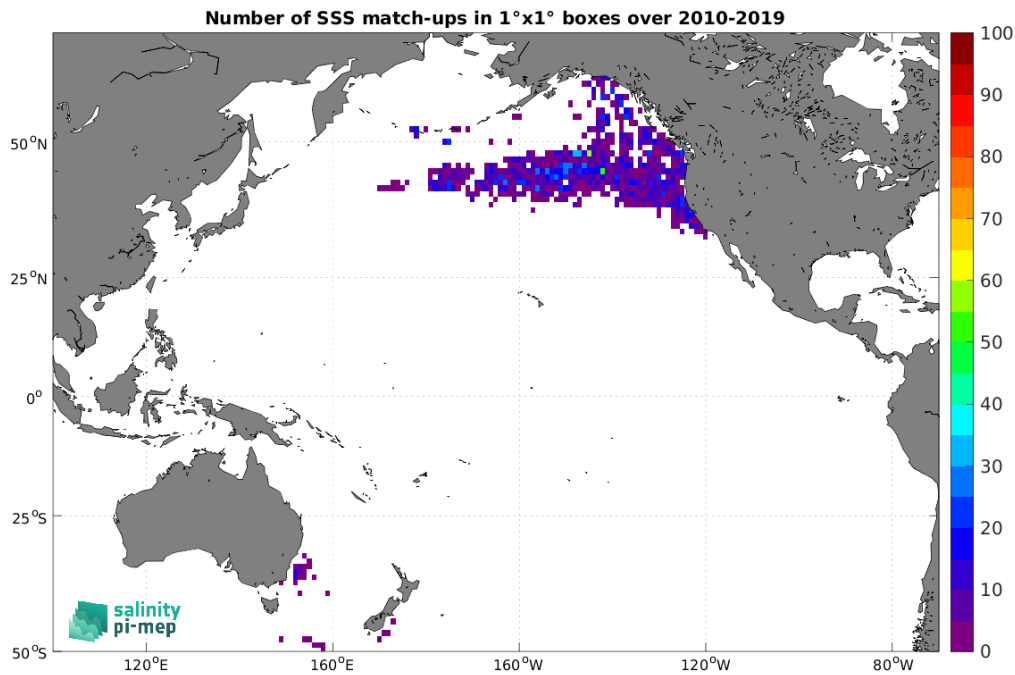 Number of SSS match-ups in 1°x1° boxes over 2010-2019
50°N
25°N
0°
25°S
50°S
120°E
160°E
160°W
120°W
80°W
100
90
80
70
60
50
40
30
20
10
0
salinity
pi-mep